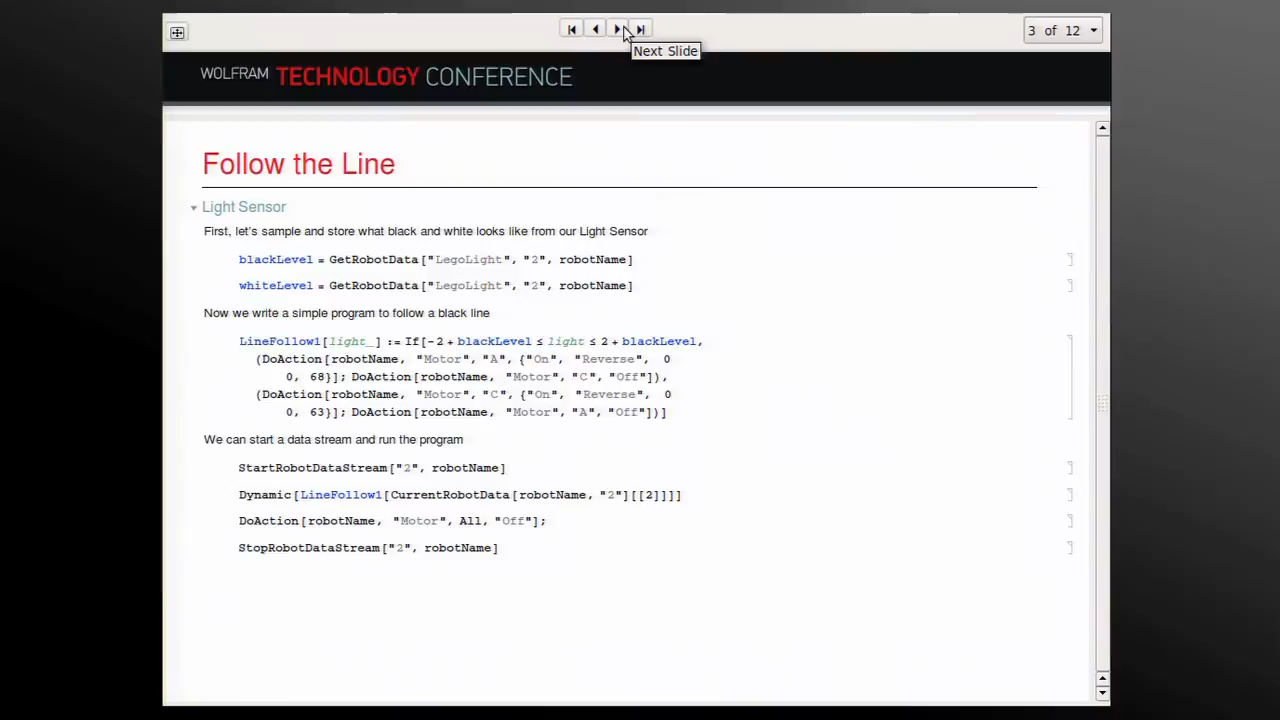 3 of 12
Next Slide
WOLFRAM TECHNOLOGY CONFERENCE
Follow the Line
Light Sensor
First, let's sample and store what black and white looks like from our Light Sensor
blackLevel = GetRobotData["LegoLight", "2", robotName]
whiteLevel = GetRobotData["LegoLight", "2", robotName]
Now we write a simple program to follow a black line
LineFollow1[light_] := If[-2 + blackLevel ≤ light ≤ 2 + blackLevel,
(DoAction[robotName, "Motor", "A", {"On", "Reverse", 0
0, 68}]; DoAction[robotName, "Motor", "C", "Off"]),
(DoAction[robotName, "Motor", "C", {"On", "Reverse", 0
0, 63}]; DoAction[robotName, "Motor", "A", "Off"])]
We can start a data stream and run the program
StartRobotDataStream["2", robotName]
Dynamic[LineFollow1[CurrentRobotData[robotName, "2"][[2]]]]
DoAction[robotName, "Motor", All, "Off"];
StopRobotDataStream["2", robotName]